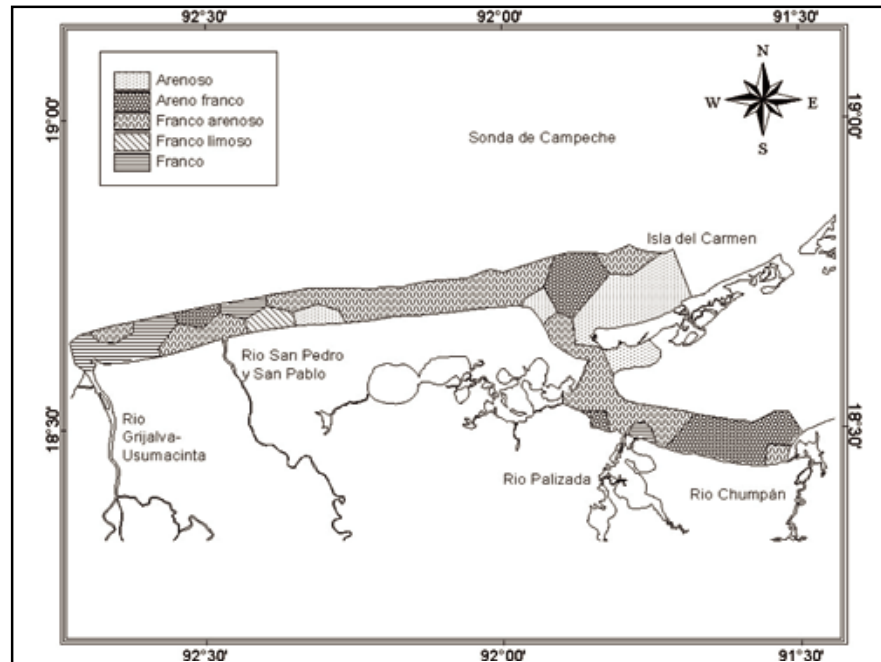 92°30'
92°00'
91°30'
Arenoso
Areno franco
Franco arenoso
Franco limoso
Franco
N
W
E
S
19°00'
19°00'
Sonda de Campeche
Isla del Carmen
Rio San Pedro
y San Pablo
Rio
Grijalva-
Usumacinta
18°30'
18°30'
Rio Palizada
Rio Chumpán
92°30'
92°00'
91°30'